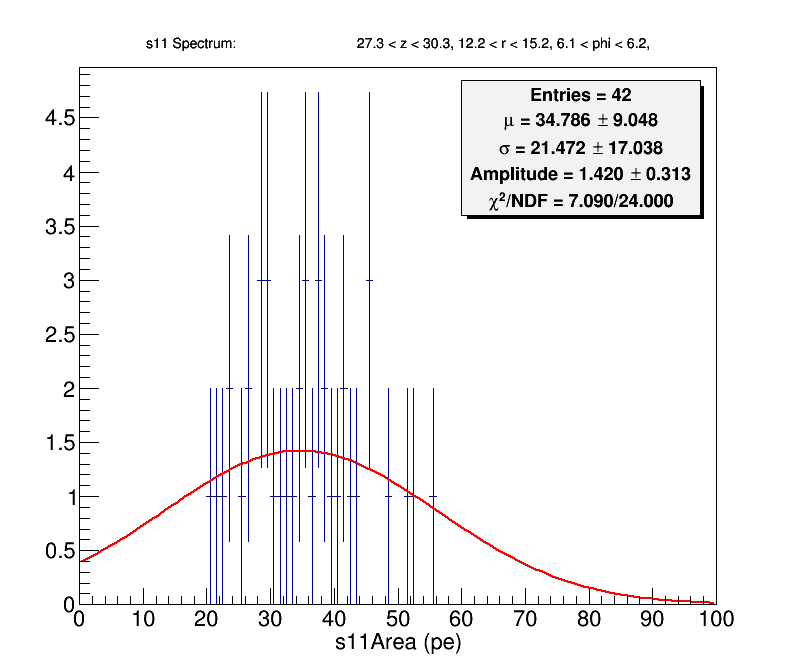 s11 Spectrum: 27.3 < z < 30.3, 12.2 < r < 15.2, 6.1 < phi < 6.2,
Entries = 42
μ = 34.786 ± 9.048
σ = 21.472 ± 17.038
Amplitude = 1.420 ± 0.313
χ²/NDF = 7.090/24.000
4.5
4
3.5
3
2.5
2
1.5
1
0.5
0
0 10 20 30 40 50 60 70 80 90 100
s11Area (pe)